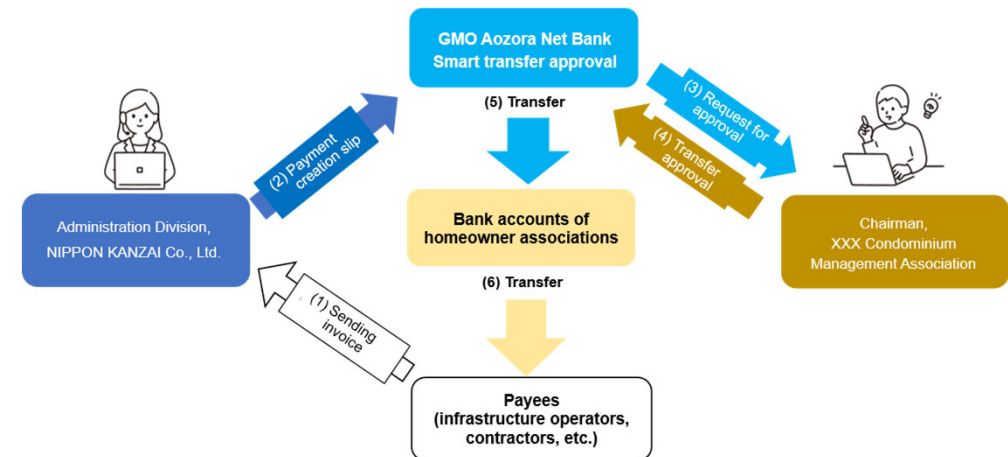 GMO Aozora Net Bank
Smart transfer approval
(5) Transfer
(3) Request for
approval
(4) Transfer
approval
(2) Payment
creation slip
Administration Division,
NIPPON KANZAI Co., Ltd.
Bank accounts of
homeowner associations
Chairman,
XXX Condominium
Management Association
(6) Transfer
(1) Sending
invoice
Payees
(infrastructure operators,
contractors, etc.)